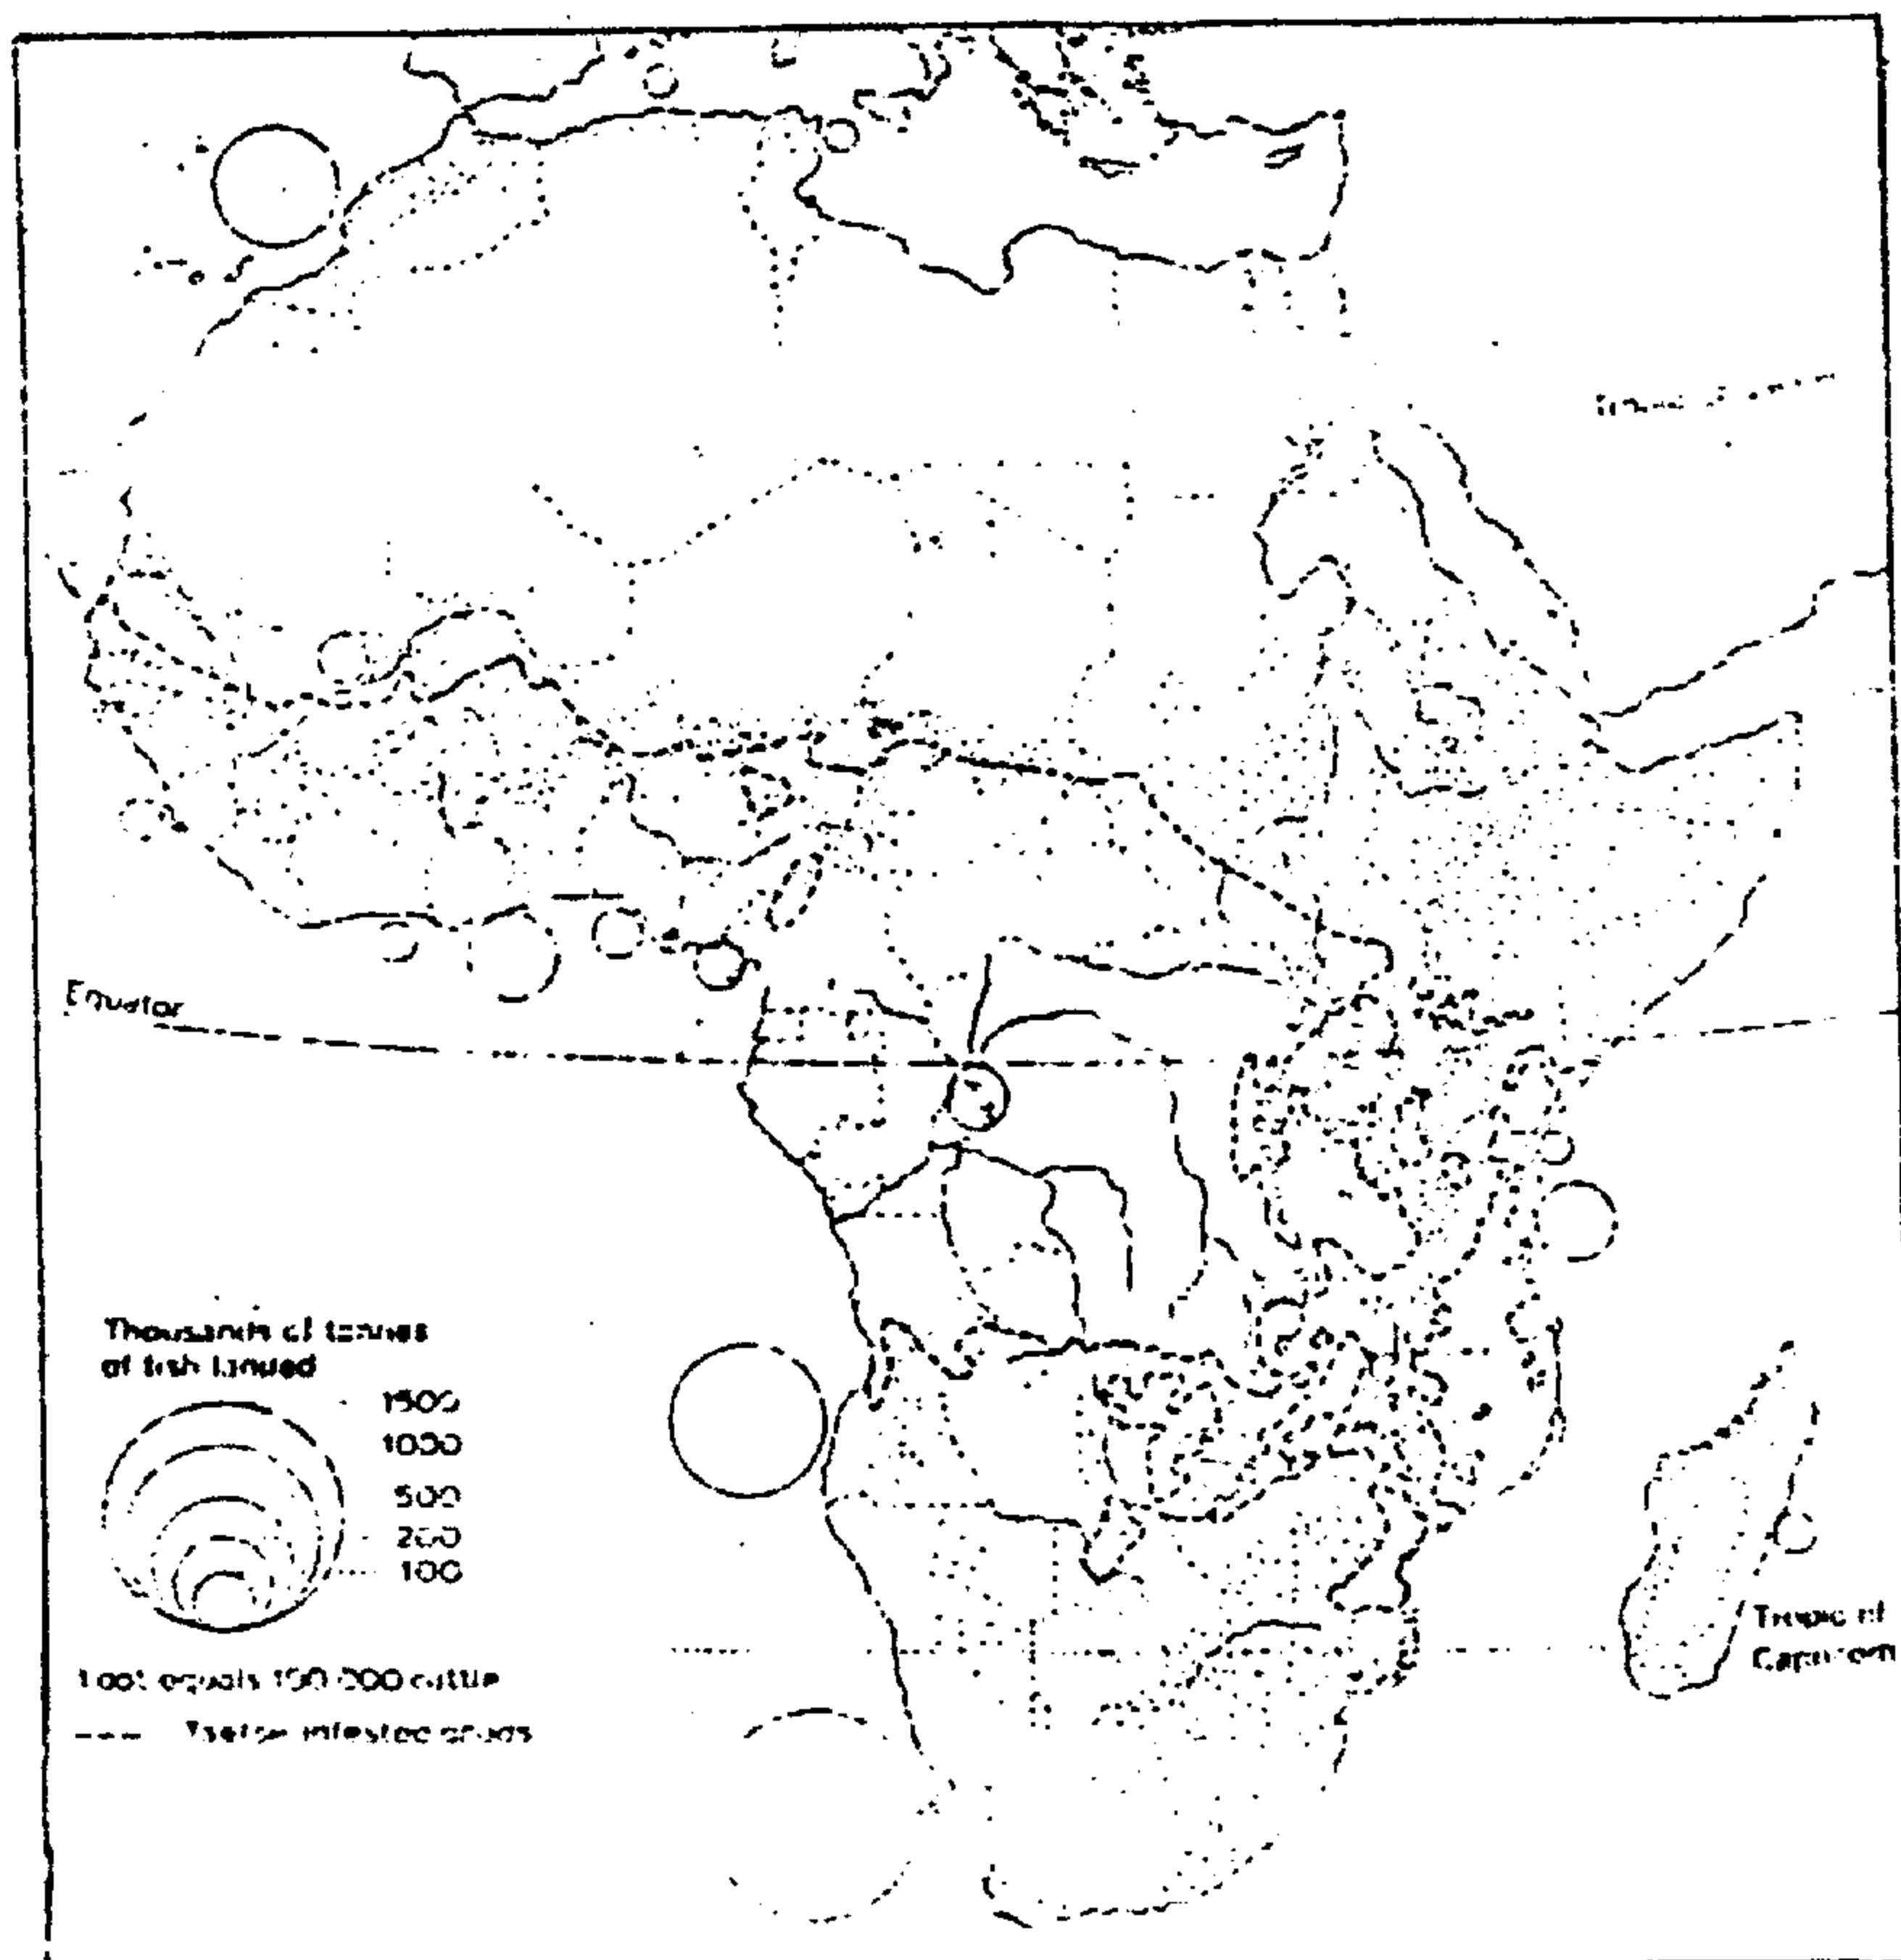 Equator
Thousands of tonnes
of fish landed
1500
1000
500
200
100
1 dot equals 100 000 cattle
Tsetse infested areas
Tropic of
Capricorn